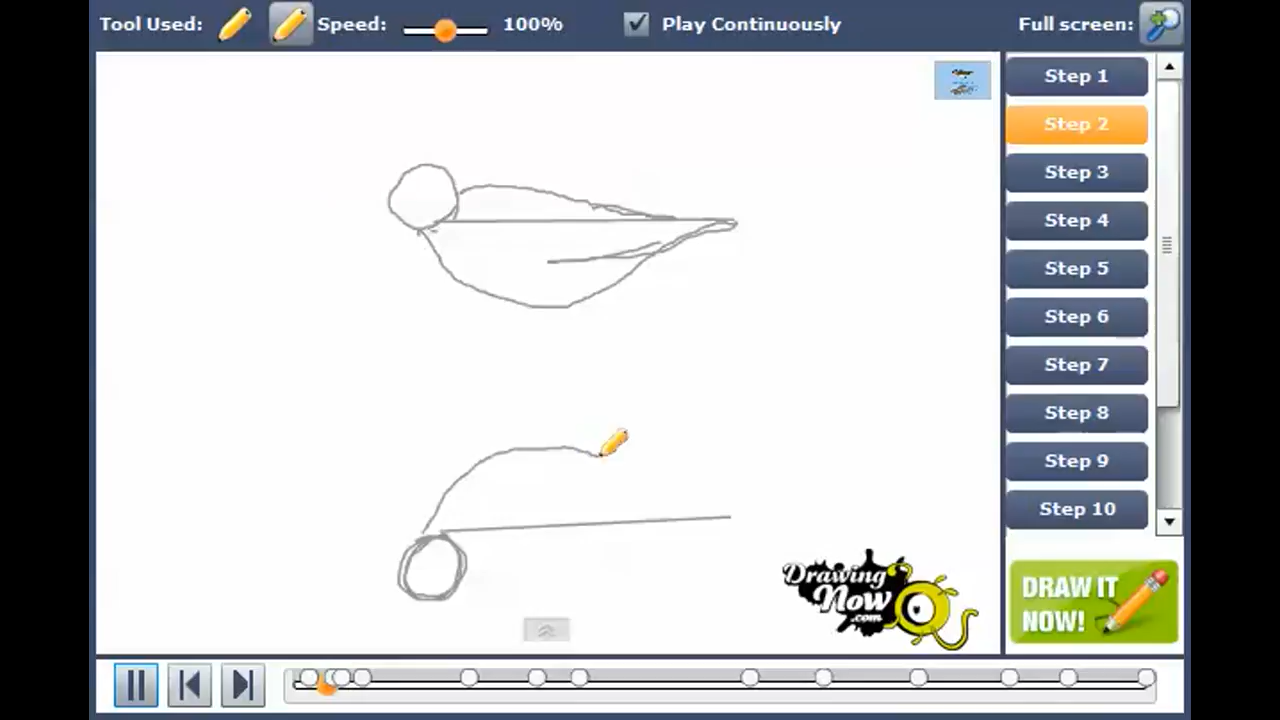 Tool Used: Speed: 100% Play Continuously Full screen:
Step 1
Step 2
Step 3
Step 4
Step 5
Step 6
Step 7
Step 8
Step 9
Step 10
Drawing
Now
.com
DRAW IT
NOW!